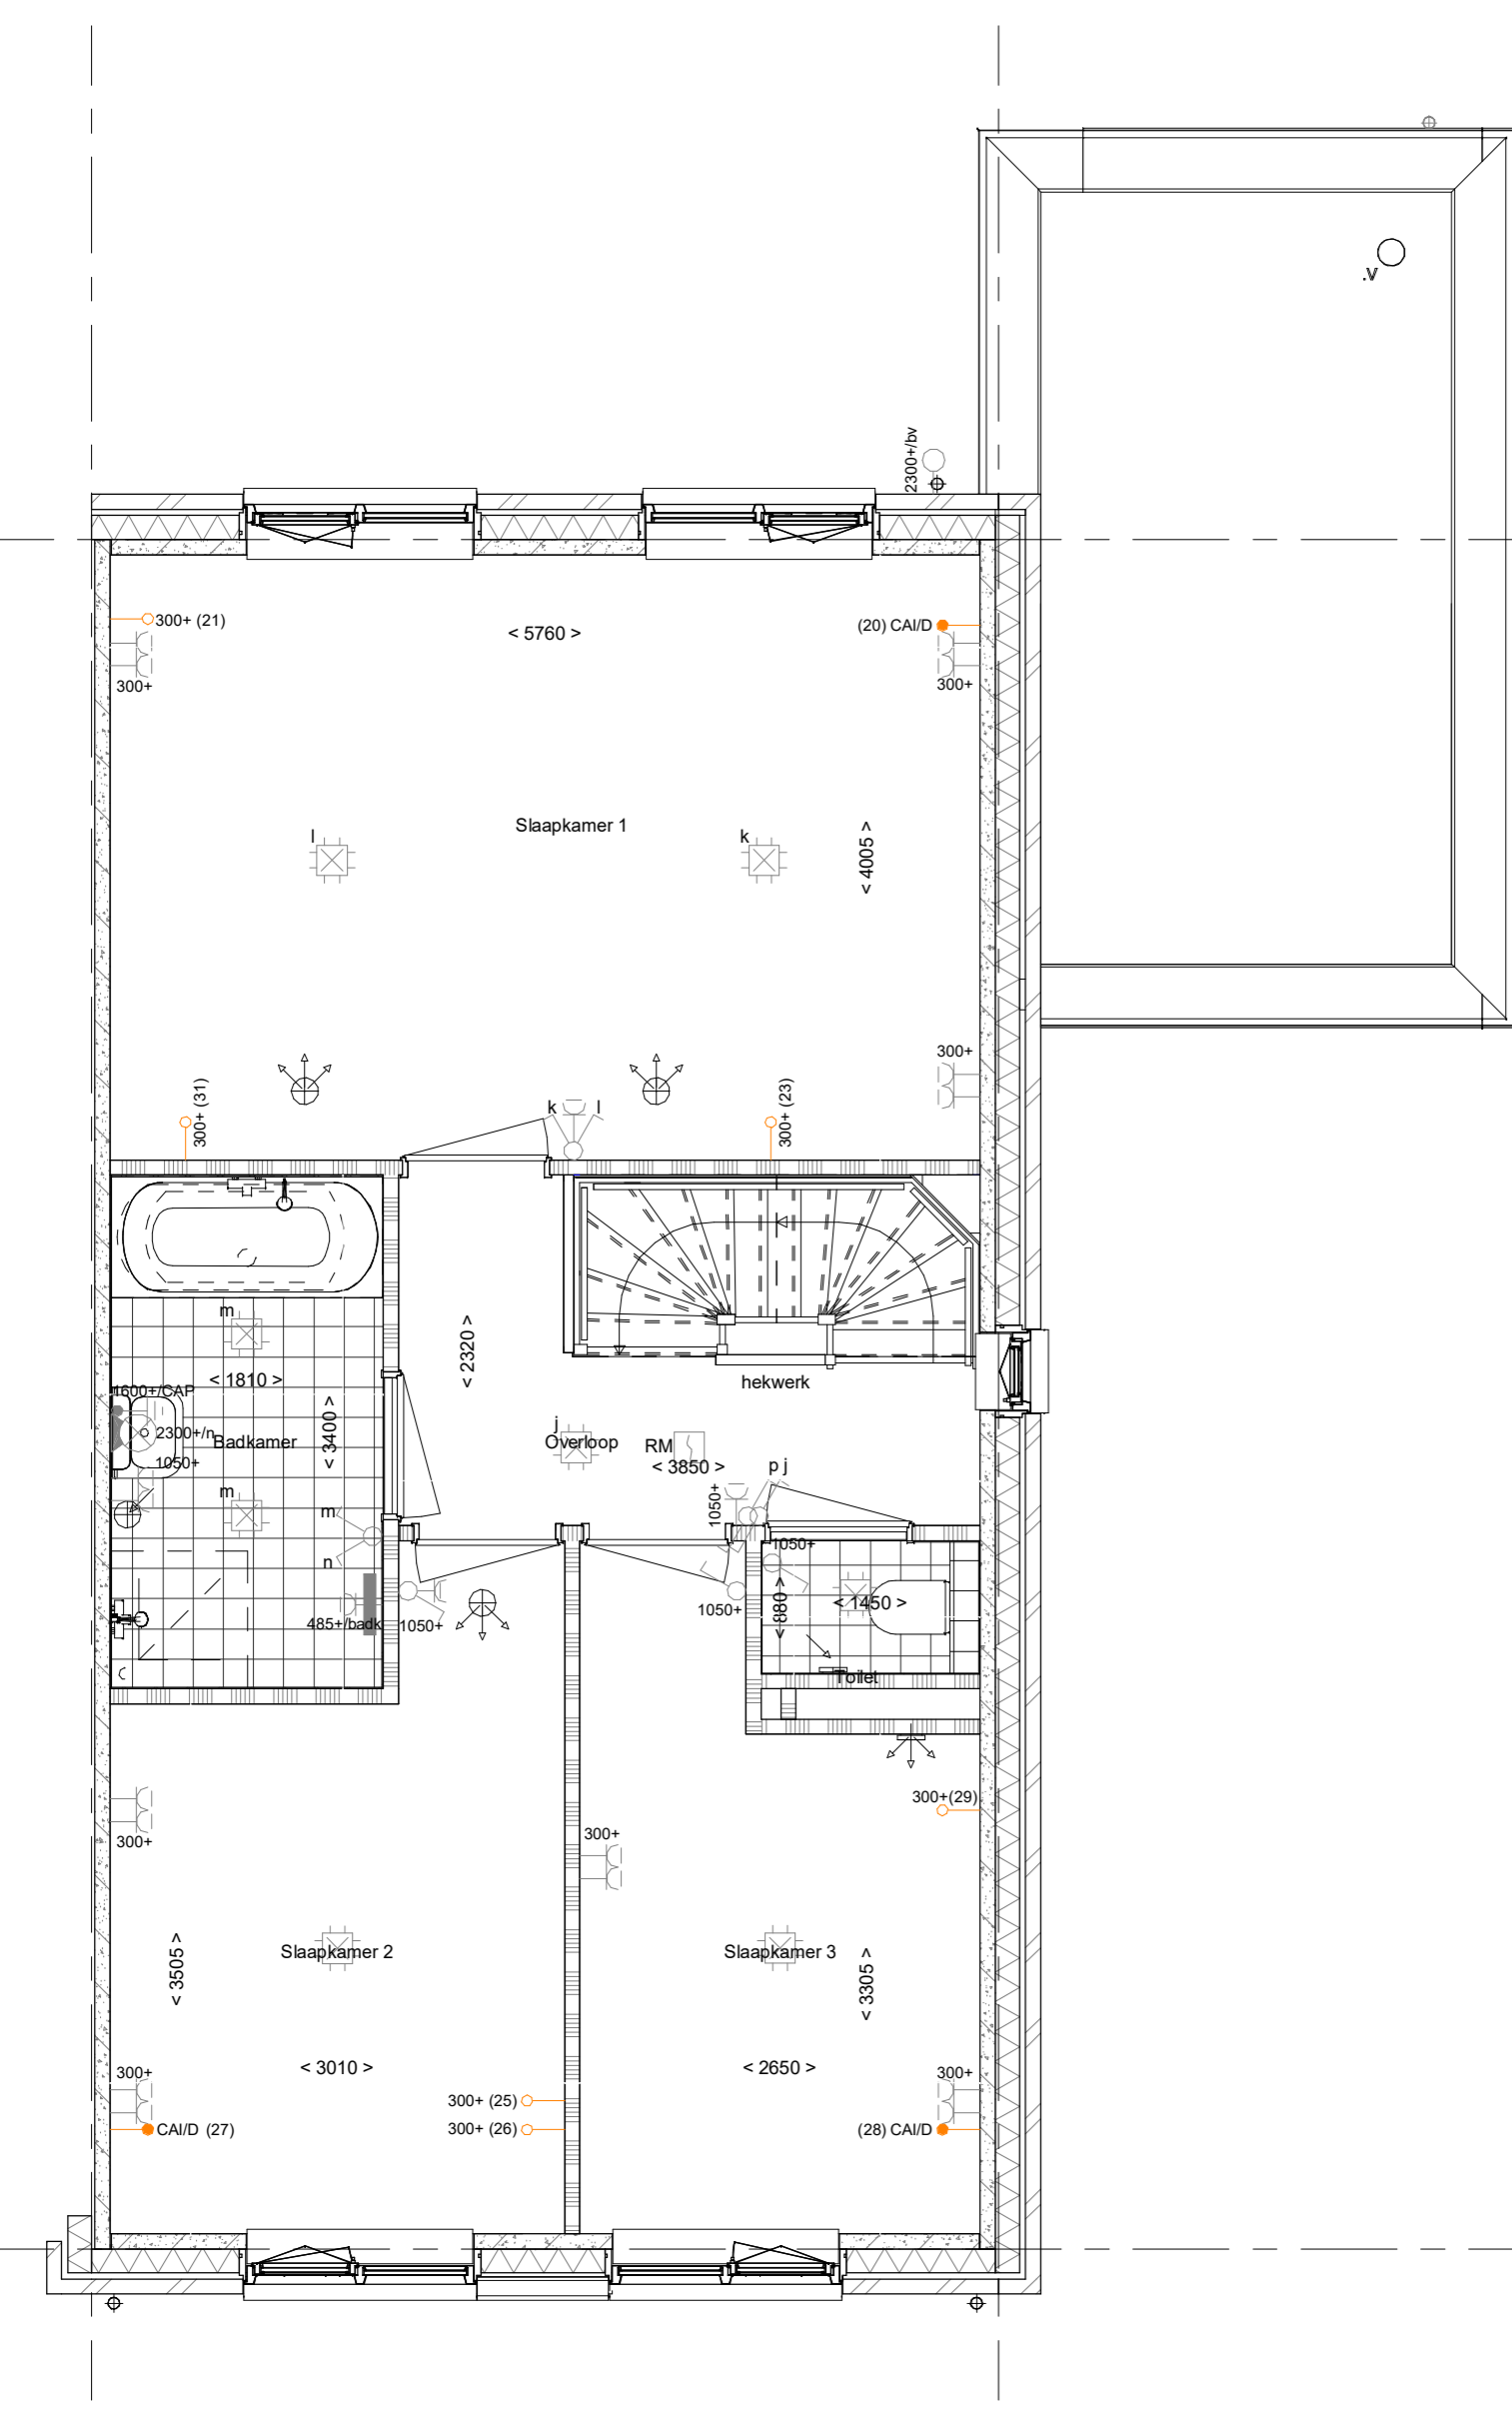 .V
2300+/bv
300+ (21)
< 5760 >
(20) CAI/D
300+
300+
Slaapkamer 1
l
k
< 4005 >
300+
300+ (31)
k
l
300+ (23)
m
< 2320 >
< 1810 >
hekwerk
1600+/CAP
< 3400 >
2300+/n
Badkamer
j
Overloop
RM
< 3850 >
p j
1050+
m
m
1050+
1050+
n
< 880 >
< 1450 >
485+/badk
1050+
1050+
Toilet
300+(29)
300+
300+
Slaapkamer 2
Slaapkamer 3
< 3505 >
< 3305 >
< 3010 >
< 2650 >
300+
300+
300+ (25)
CAI/D (27)
300+ (26)
(28) CAI/D